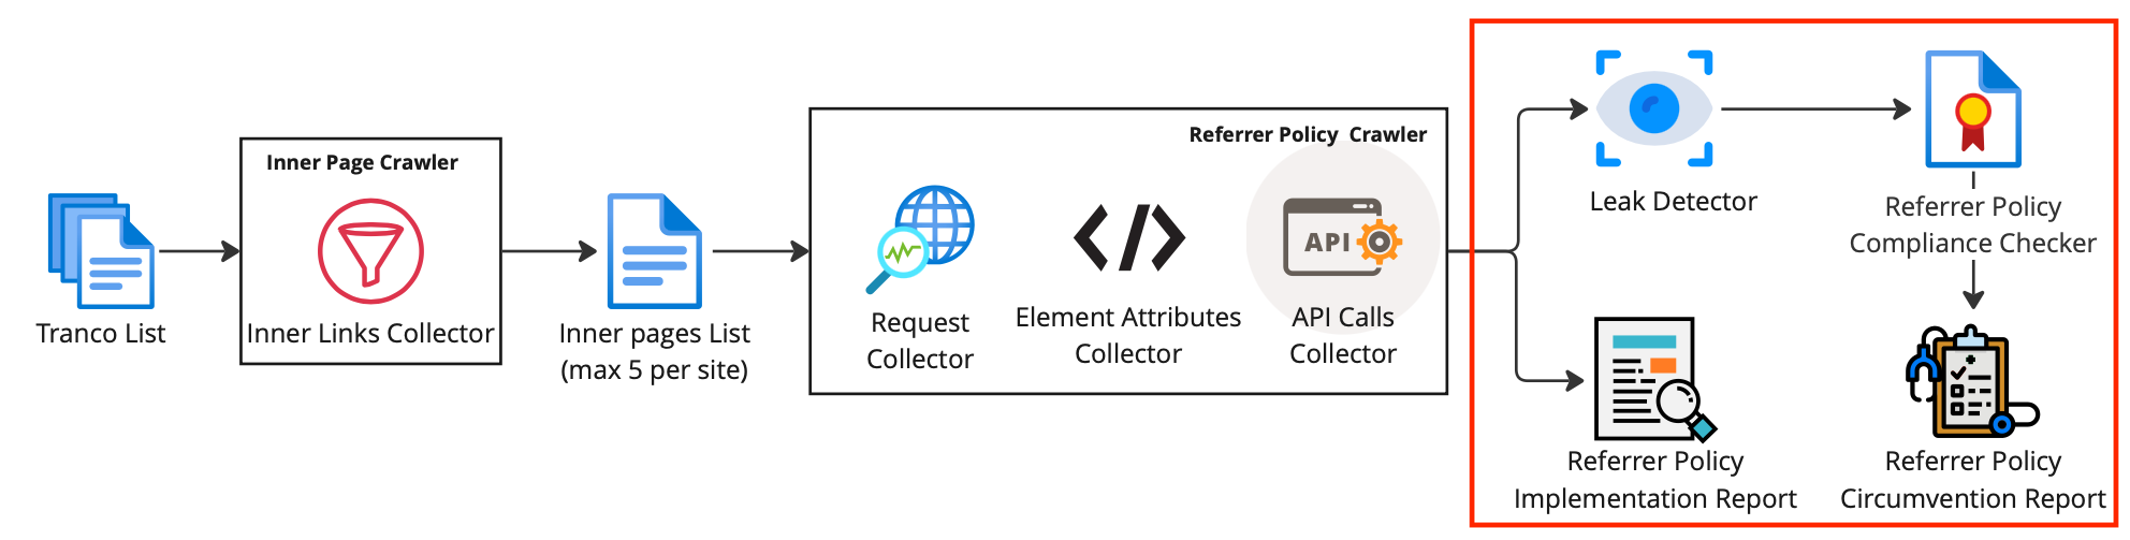 Tranco List
Inner Page Crawler
Inner Links Collector
Inner pages List
(max 5 per site)
Referrer Policy Crawler
Request
Collector
Element Attributes
Collector
API
API Calls
Collector
Leak Detector
Referrer Policy
Compliance Checker
Referrer Policy
Implementation Report
Referrer Policy
Circumvention Report